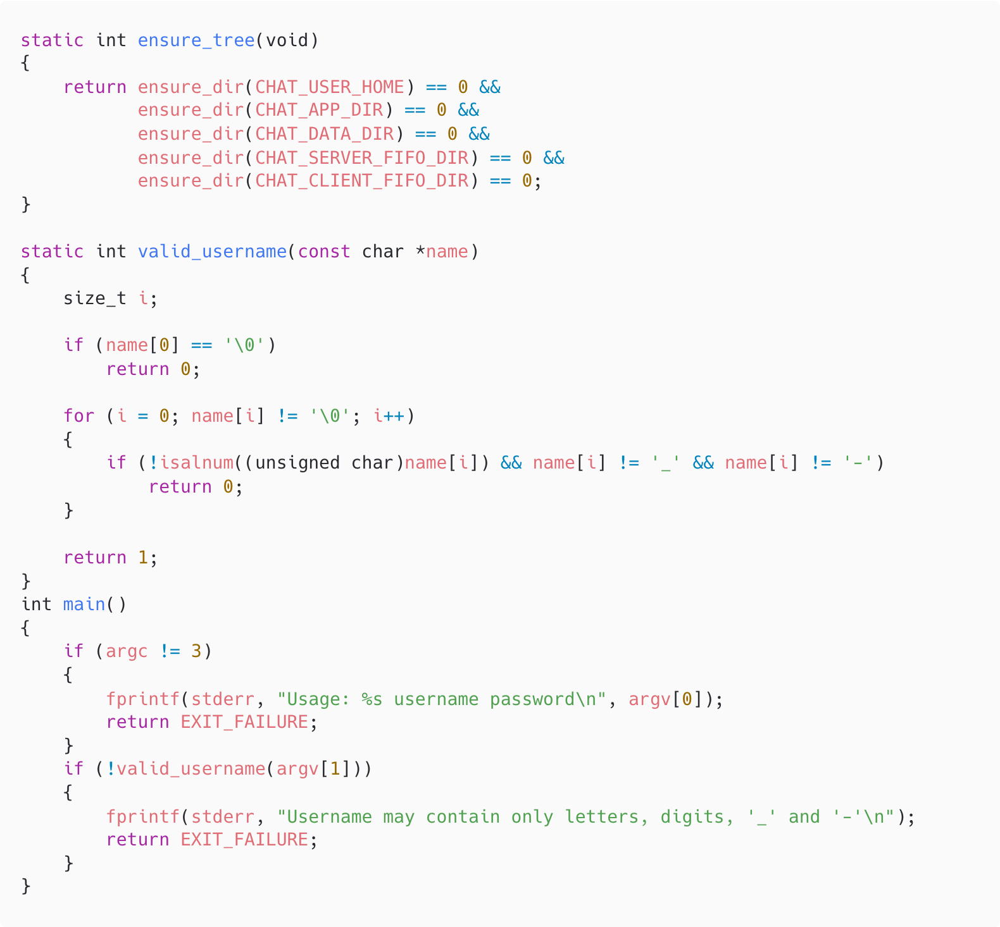 static int ensure_tree(void)
{
    return ensure_dir(CHAT_USER_HOME) == 0 &&
           ensure_dir(CHAT_APP_DIR) == 0 &&
           ensure_dir(CHAT_DATA_DIR) == 0 &&
           ensure_dir(CHAT_SERVER_FIFO_DIR) == 0 &&
           ensure_dir(CHAT_CLIENT_FIFO_DIR) == 0;
}

static int valid_username(const char *name)
{
    size_t i;

    if (name[0] == '\0')
        return 0;

    for (i = 0; name[i] != '\0'; i++)
    {
        if (!isalnum((unsigned char)name[i]) && name[i] != '_' && name[i] != '-')
            return 0;
    }

    return 1;
}
int main()
{
    if (argc != 3)
    {
        fprintf(stderr, "Usage: %s username password\n", argv[0]);
        return EXIT_FAILURE;
    }
    if (!valid_username(argv[1]))
    {
        fprintf(stderr, "Username may contain only letters, digits, '_' and '-'\n");
        return EXIT_FAILURE;
    }
}